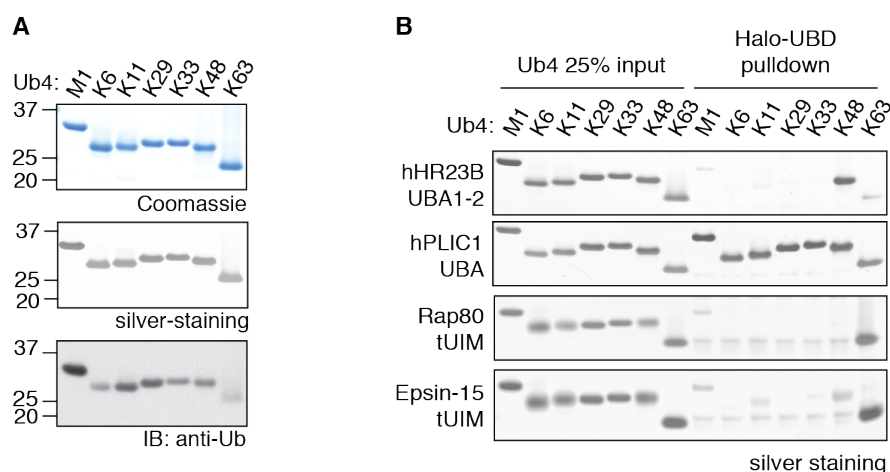 A
Ub4: M1 K6 K11 K29 K33 K48 K63
37
25
20
Coomassie
37
25
20
silver-staining
37
25
20
IB: anti-Ub
B
Halo-UBD
Ub4 25% input pulldown
Ub4: M1 K6 K11 K29 K33 K48 K63 M1 K6 K11 K29 K33 K48 K63
hHR23B
UBA1-2
hPLIC1
UBA
Rap80
tUIM
Epsin-15
tUIM
silver staining